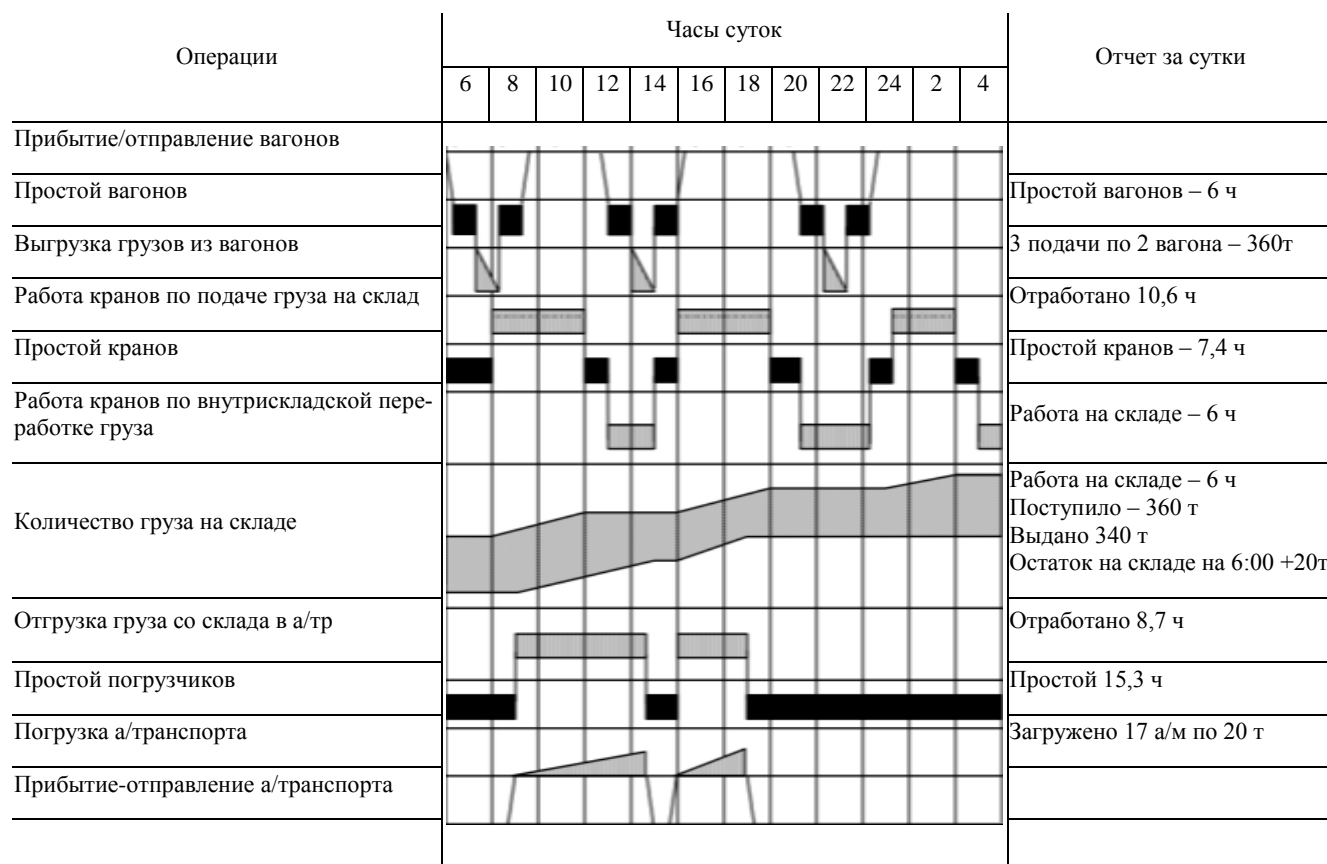 Операции
Часы суток
Отчет за сутки
6 8 10 12 14 16 18 20 22 24 2 4
Прибытие/отправление вагонов
Простой вагонов
Простой вагонов – 6 ч
Выгрузка грузов из вагонов
3 подачи по 2 вагона – 360т
Работа кранов по подаче груза на склад
Отработано 10,6 ч
Простой кранов
Простой кранов – 7,4 ч
Работа кранов по внутрискладской пере-
работке груза
Работа на складе – 6 ч
Количество груза на складе
Работа на складе – 6 ч
Поступило – 360 т
Выдано 340 т
Остаток на складе на 6:00 +20т
Отгрузка груза со склада в а/тр
Отработано 8,7 ч
Простой погрузчиков
Простой 15,3 ч
Погрузка а/транспорта
Загружено 17 а/м по 20 т
Прибытие-отправление а/транспорта